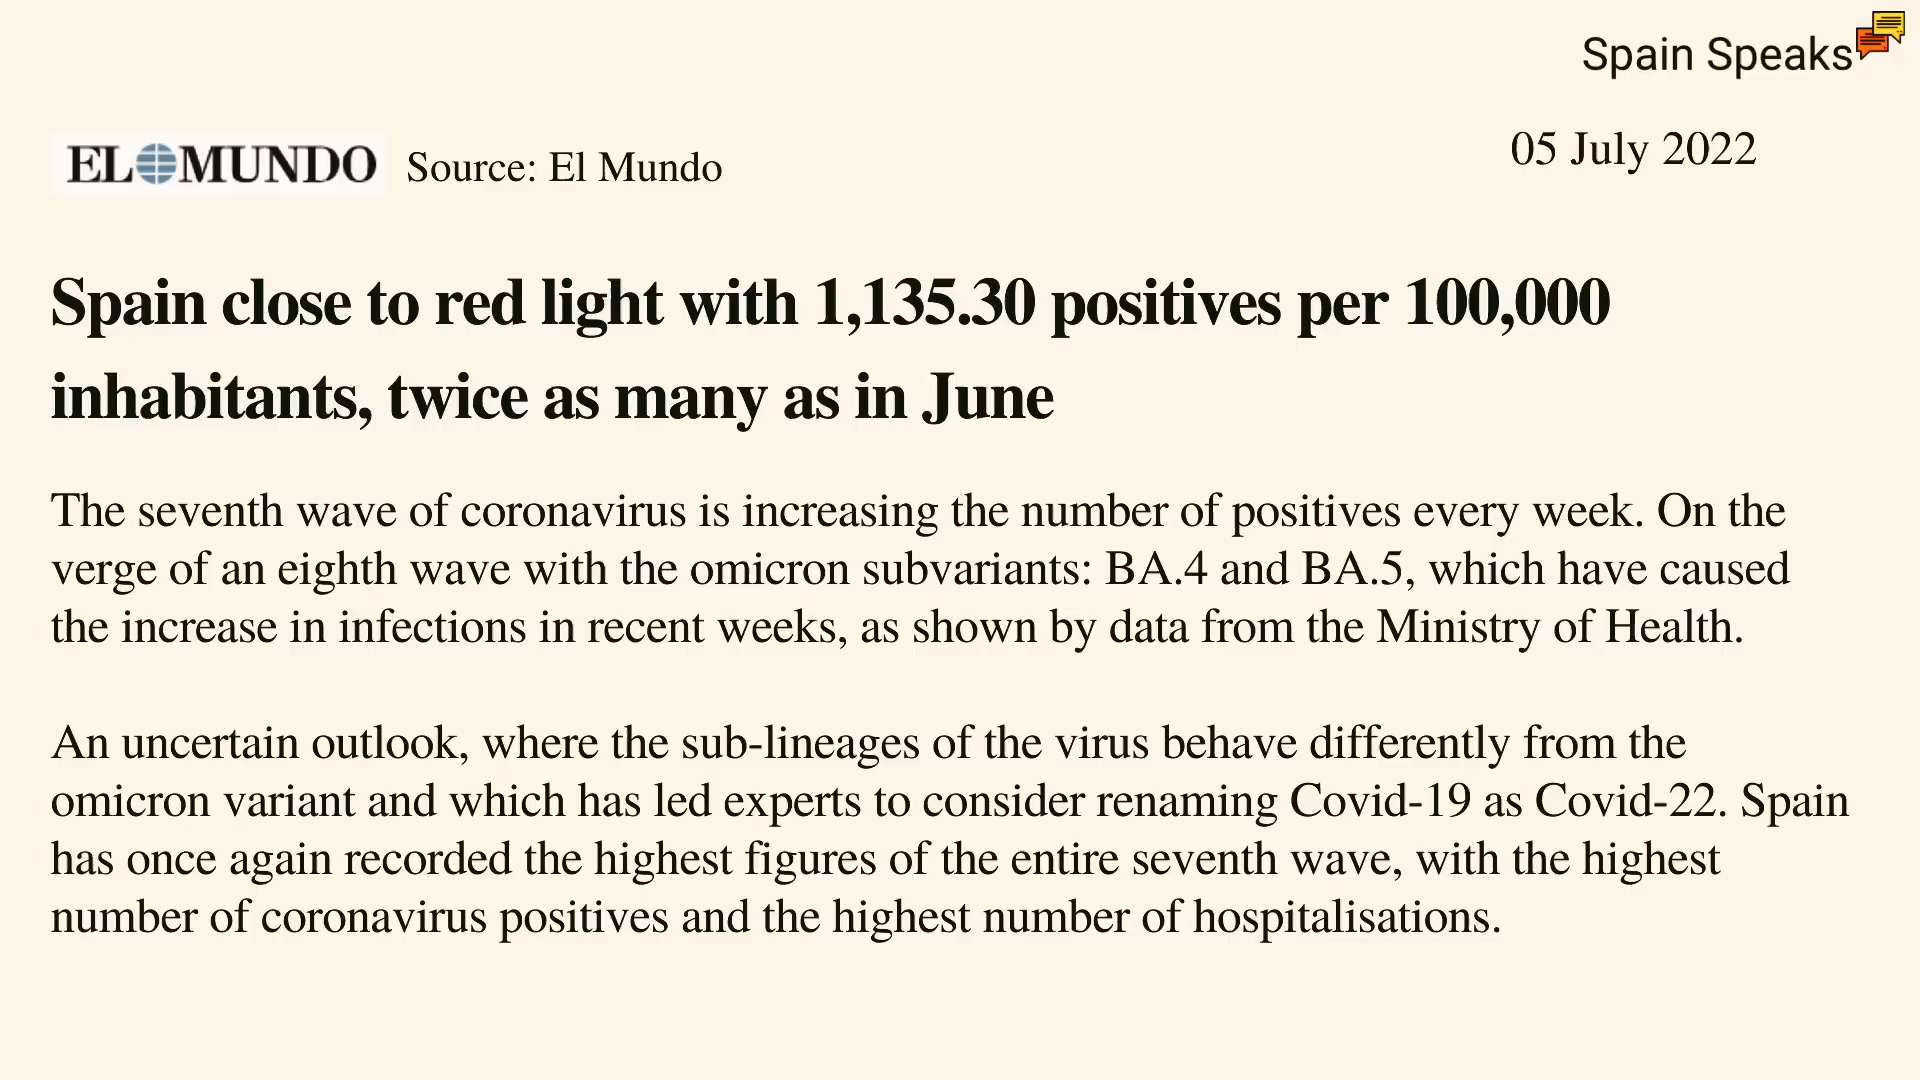 Spain Speaks
EL MUNDO
Source: El Mundo
05 July 2022
Spain close to red light with 1,135.30 positives per 100,000
inhabitants, twice as many as in June
The seventh wave of coronavirus is increasing the number of positives every week. On the
verge of an eighth wave with the omicron subvariants: BA.4 and BA.5, which have caused
the increase in infections in recent weeks, as shown by data from the Ministry of Health.
An uncertain outlook, where the sub-lineages of the virus behave differently from the
omicron variant and which has led experts to consider renaming Covid-19 as Covid-22. Spain
has once again recorded the highest figures of the entire seventh wave, with the highest
number of coronavirus positives and the highest number of hospitalisations.